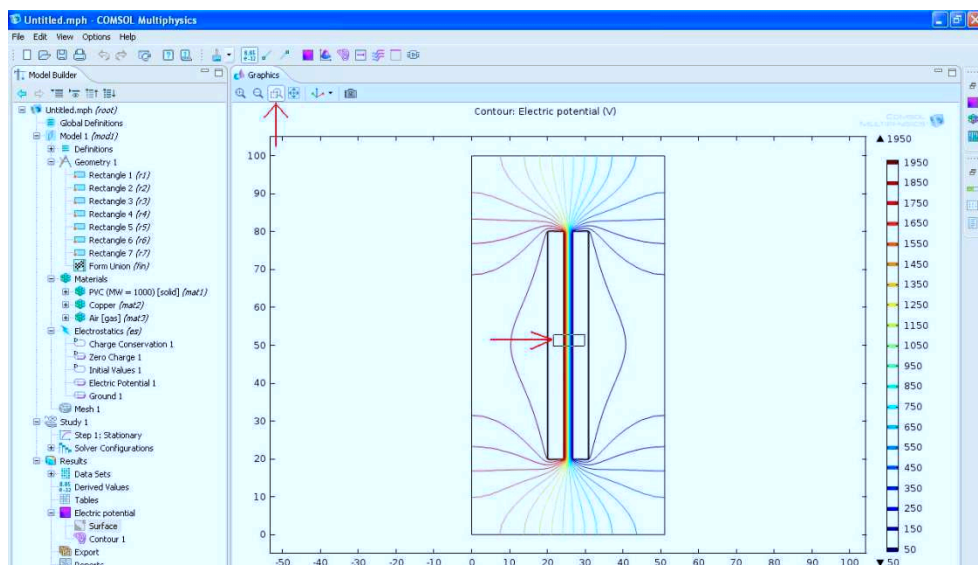 Untitled.mph - COMSOL Multiphysics
File Edit View Options Help
Model Builder
Graphics
Untitled.mph (root)
Global Definitions
Model 1 (mod1)
Definitions
Geometry 1
Rectangle 1 (r1)
Rectangle 2 (r2)
Rectangle 3 (r3)
Rectangle 4 (r4)
Rectangle 5 (r5)
Rectangle 6 (r6)
Rectangle 7 (r7)
Form Union (fin)
Materials
PVC (MW = 1000) [solid] (mat1)
Copper (mat2)
Air [gas] (mat3)
Electrostatics (es)
Charge Conservation 1
Zero Charge 1
Initial Values 1
Electric Potential 1
Ground 1
Mesh 1
Study 1
Step 1: Stationary
Solver Configurations
Results
Data Sets
Derived Values
Tables
Electric potential
Surface
Contour 1
Export
Reports
Contour: Electric potential (V)
COMSOL
MULTIPHYSICS
100
90
80
70
60
50
40
30
20
10
0
-50 -40 -30 -20 -10 0 10 20 30 40 50 60 70 80 90 100
▲ 1950
1950
1850
1750
1650
1550
1450
1350
1250
1150
1050
950
850
750
650
550
450
350
250
150
50
▼ 50